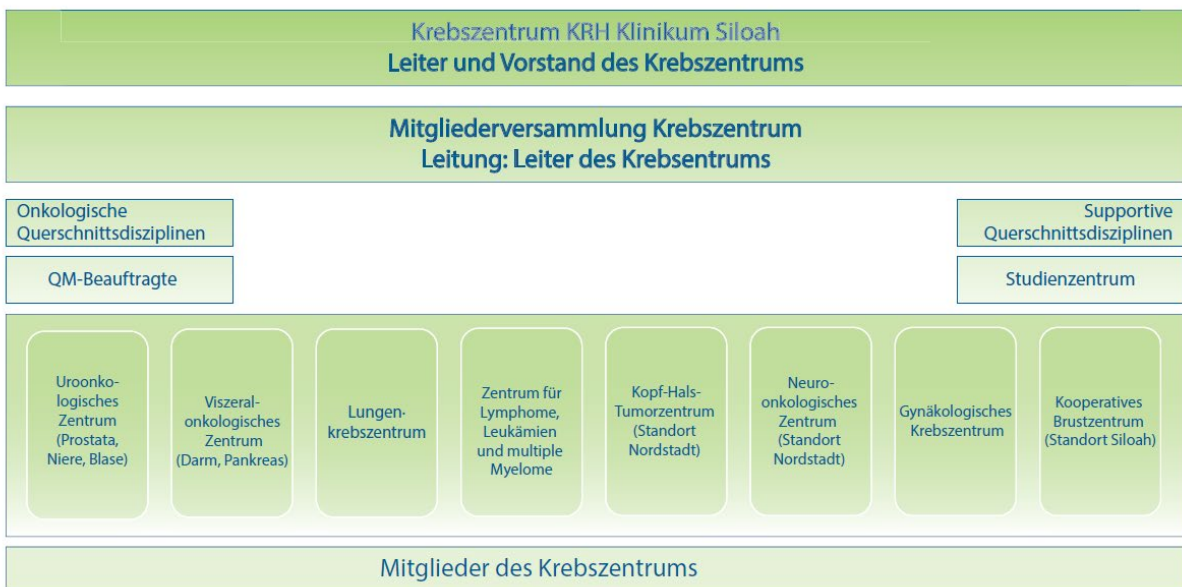 Krebszentrum KRH Klinikum Siloah
Leiter und Vorstand des Krebszentrums
Mitgliederversammlung Krebszentrum
Leitung: Leiter des Krebsentrums
Onkologische
Querschnittsdisziplinen
Supportive
Querschnittsdisziplinen
QM-Beauftragte
Studienzentrum
Uroonko-
logisches
Zentrum
(Prostata,
Niere, Blase)
Viszeral-
onkologisches
Zentrum
(Darm, Pankreas)
Lungen-
krebszentrum
Zentrum für
Lymphome,
Leukämien
und multiple
Myelome
Kopf-Hals-
Tumorzentrum
(Standort
Nordstadt)
Neuro-
onkologisches
Zentrum
(Standort
Nordstadt)
Gynäkologisches
Krebszentrum
Kooperatives
Brustzentrum
(Standort Siloah)
Mitglieder des Krebszentrums